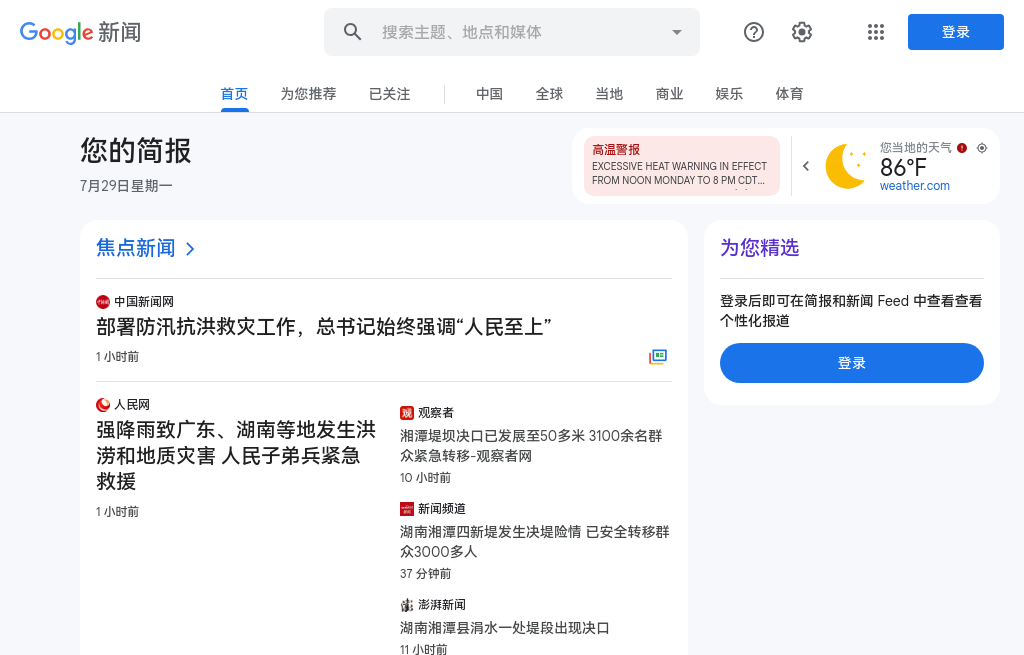 Google 新闻
搜索主题、地点和媒体
登录
首页
为您推荐
已关注
中国
全球
当地
商业
娱乐
体育
您的简报
7月29日星期一
高温警报
EXCESSIVE HEAT WARNING IN EFFECT
FROM NOON MONDAY TO 8 PM CDT...
您当地的天气
86°F
weather.com
焦点新闻
中国新闻网
部署防汛抗洪救灾工作，总书记始终强调“人民至上”
1 小时前
人民网
强降雨致广东、湖南等地发生洪
涝和地质灾害 人民子弟兵紧急
救援
1 小时前
观察者
湘潭堤坝决口已发展至50多米 3100余名群
众紧急转移-观察者网
10 小时前
新闻频道
湖南湘潭四新堤发生决堤险情 已安全转移群
众3000多人
37 分钟前
澎湃新闻
湖南湘潭县涓水一处堤段出现决口
11 小时前
为您精选
登录后即可在简报和新闻 Feed 中查看查看
个性化报道
登录